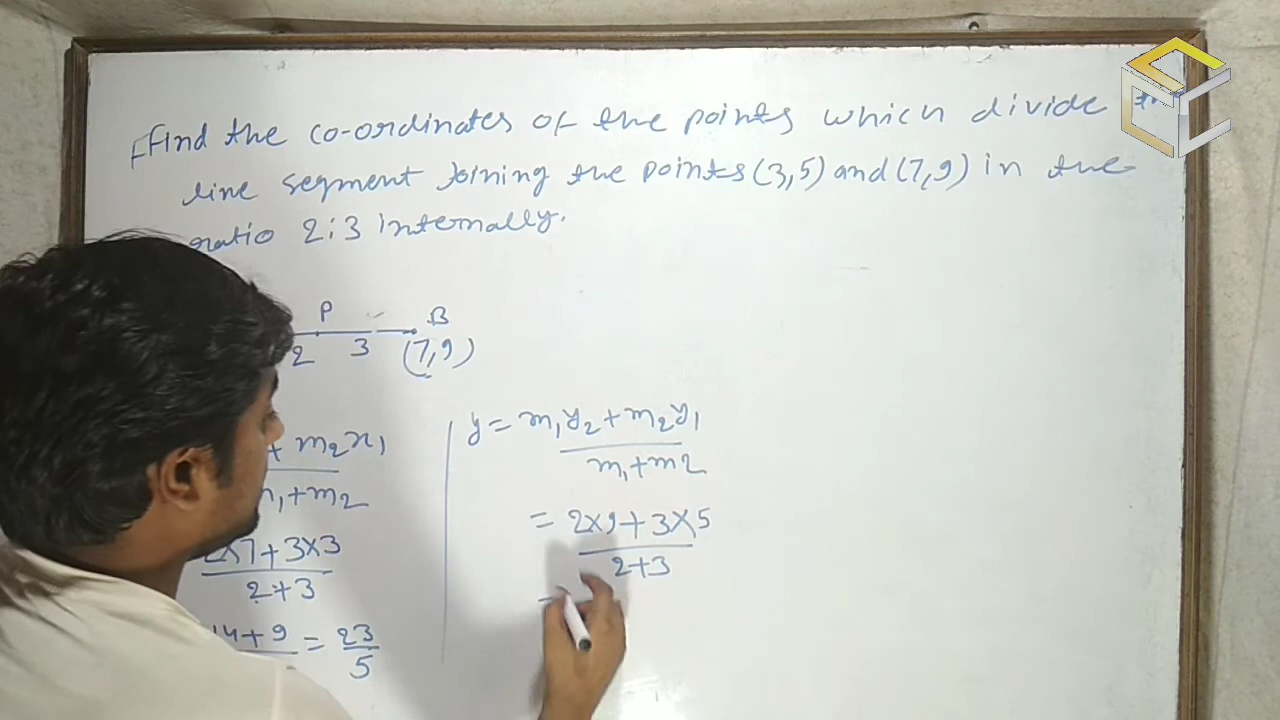 Find the co-ordinates of the points which divide the
line segment Joining the points (3,5) and (7,9) in the
ratio 2:3 internally.
P B
2 3 (7,9)
+ m2x1
m1+m2
2×7+3×3
2+3
14+9 = 23
5
y = m1y2+m2y1
m1+m2
= 2×9+3×5
2+3
=